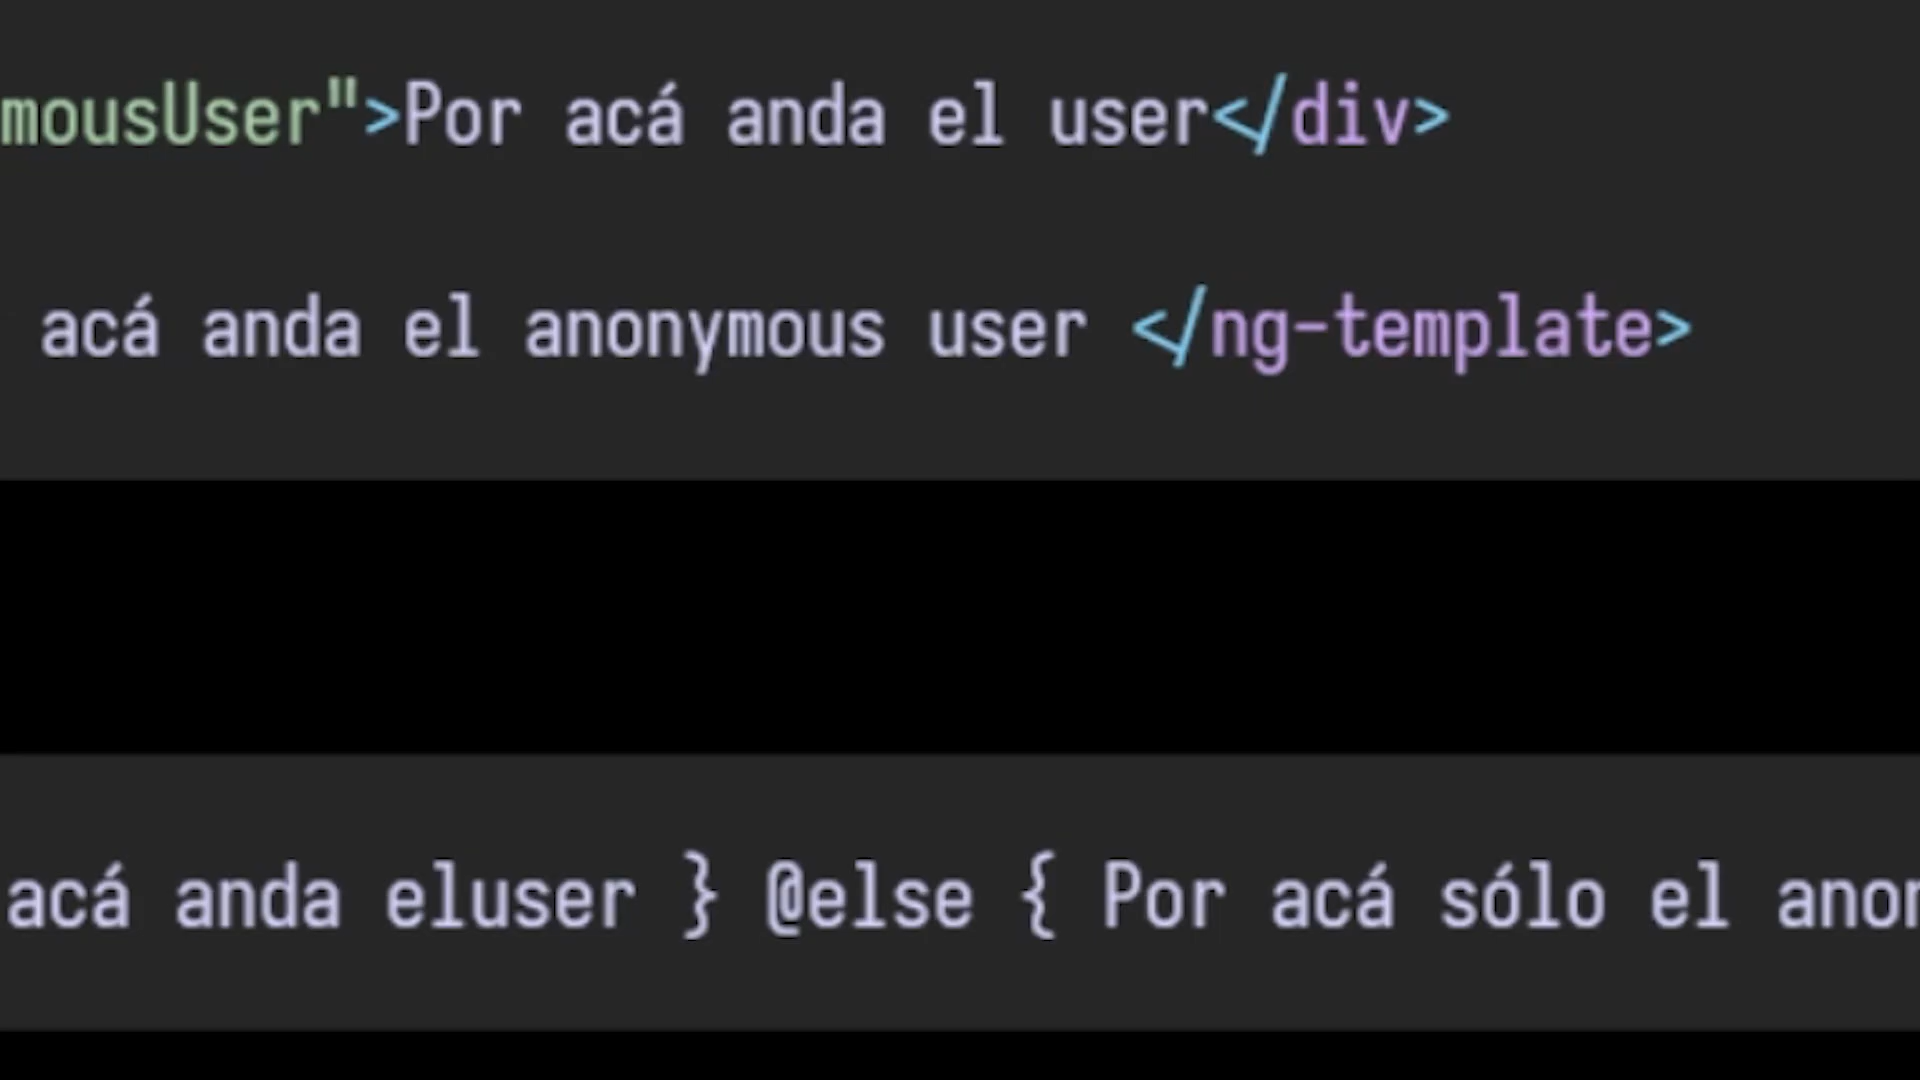 mousUser">Por acá anda el user</div>
acá anda el anonymous user </ng-template>
acá anda eluser } @else { Por acá sólo el anon